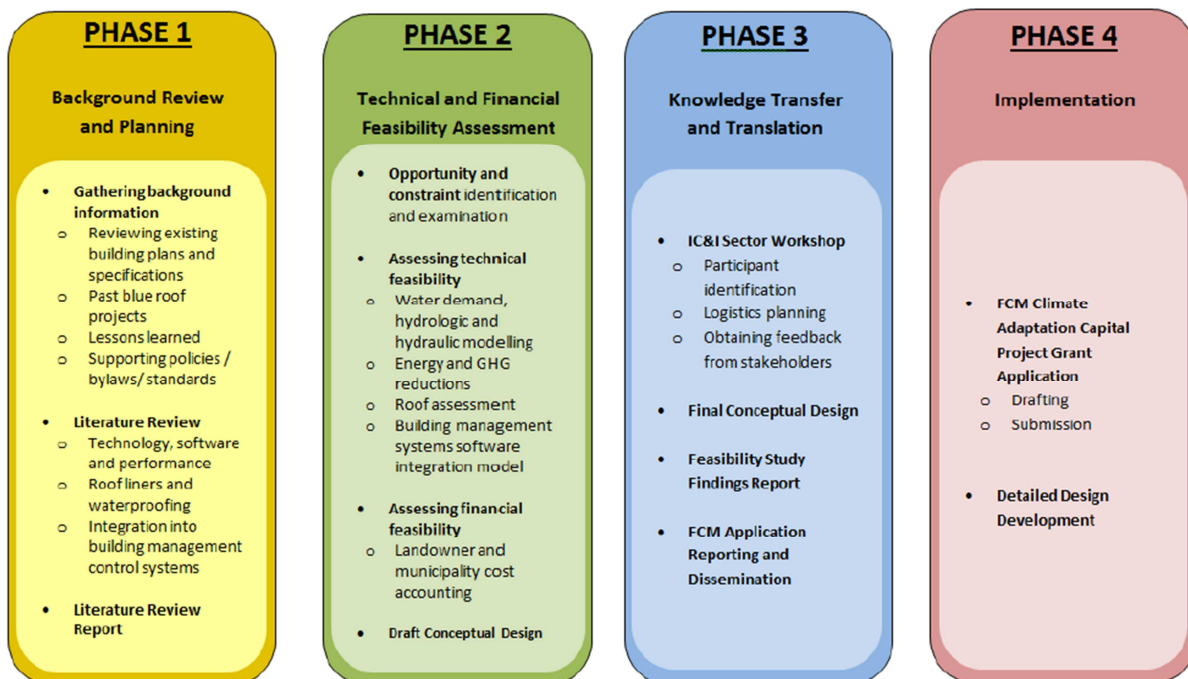 PHASE 1
Background Review
and Planning
• Gathering background
information
o Reviewing existing
building plans and
specifications
o Past blue roof
projects
o Lessons learned
o Supporting policies /
bylaws/ standards
• Literature Review
o Technology, software
and performance
o Roof liners and
waterproofing
o Integration into
building management
control systems
• Literature Review
Report
PHASE 2
Technical and Financial
Feasibility Assessment
• Opportunity and
constraint identification
and examination
• Assessing technical
feasibility
o Water demand,
hydrologic and
hydraulic modelling
o Energy and GHG
reductions
o Roof assessment
o Building management
systems software
integration model
• Assessing financial
feasibility
o Landowner and
municipality cost
accounting
• Draft Conceptual Design
PHASE 3
Knowledge Transfer
and Translation
• IC&I Sector Workshop
o Participant
identification
o Logistics planning
o Obtaining feedback
from stakeholders
• Final Conceptual Design
• Feasibility Study
Findings Report
• FCM Application
Reporting and
Dissemination
PHASE 4
Implementation
• FCM Climate
Adaptation Capital
Project Grant
Application
o Drafting
o Submission
• Detailed Design
Development